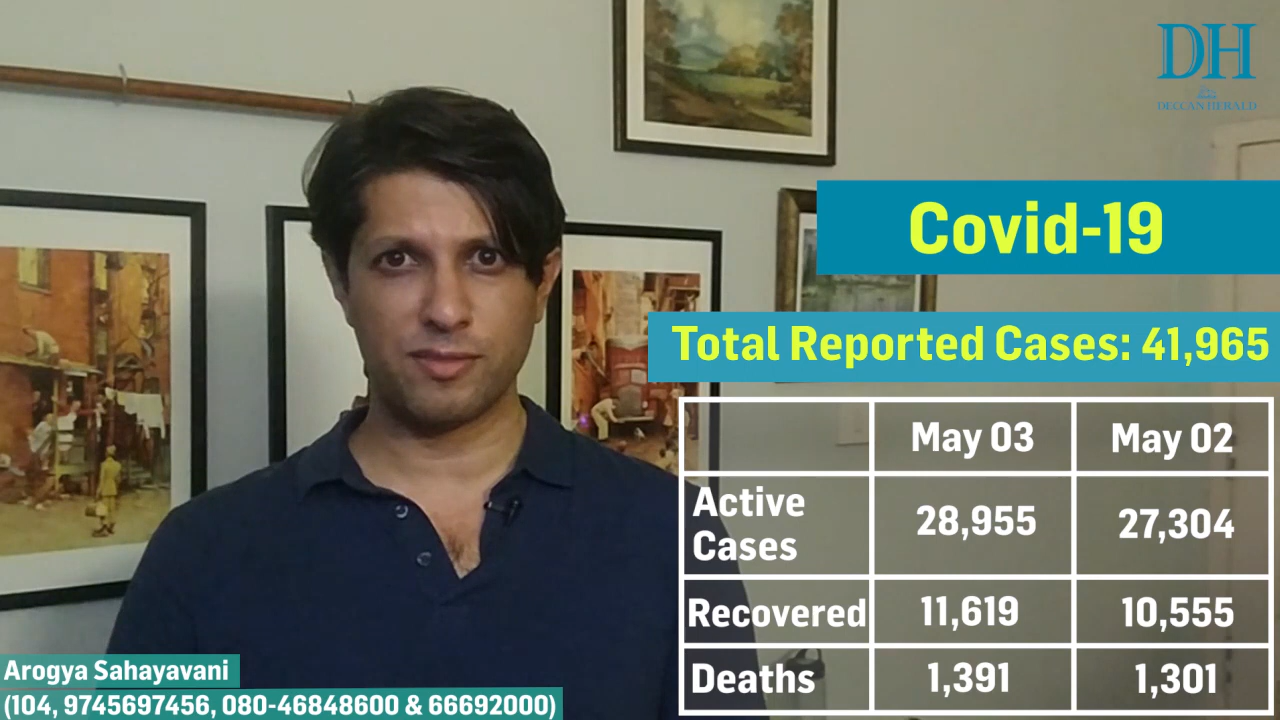 DH
DECCAN HERALD
Covid-19
Total Reported Cases: 41,965
May 03 May 02
Active Cases 28,955 27,304
Recovered 11,619 10,555
Deaths 1,391 1,301
Arogya Sahayavani
(104, 9745697456, 080-46848600 & 66692000)